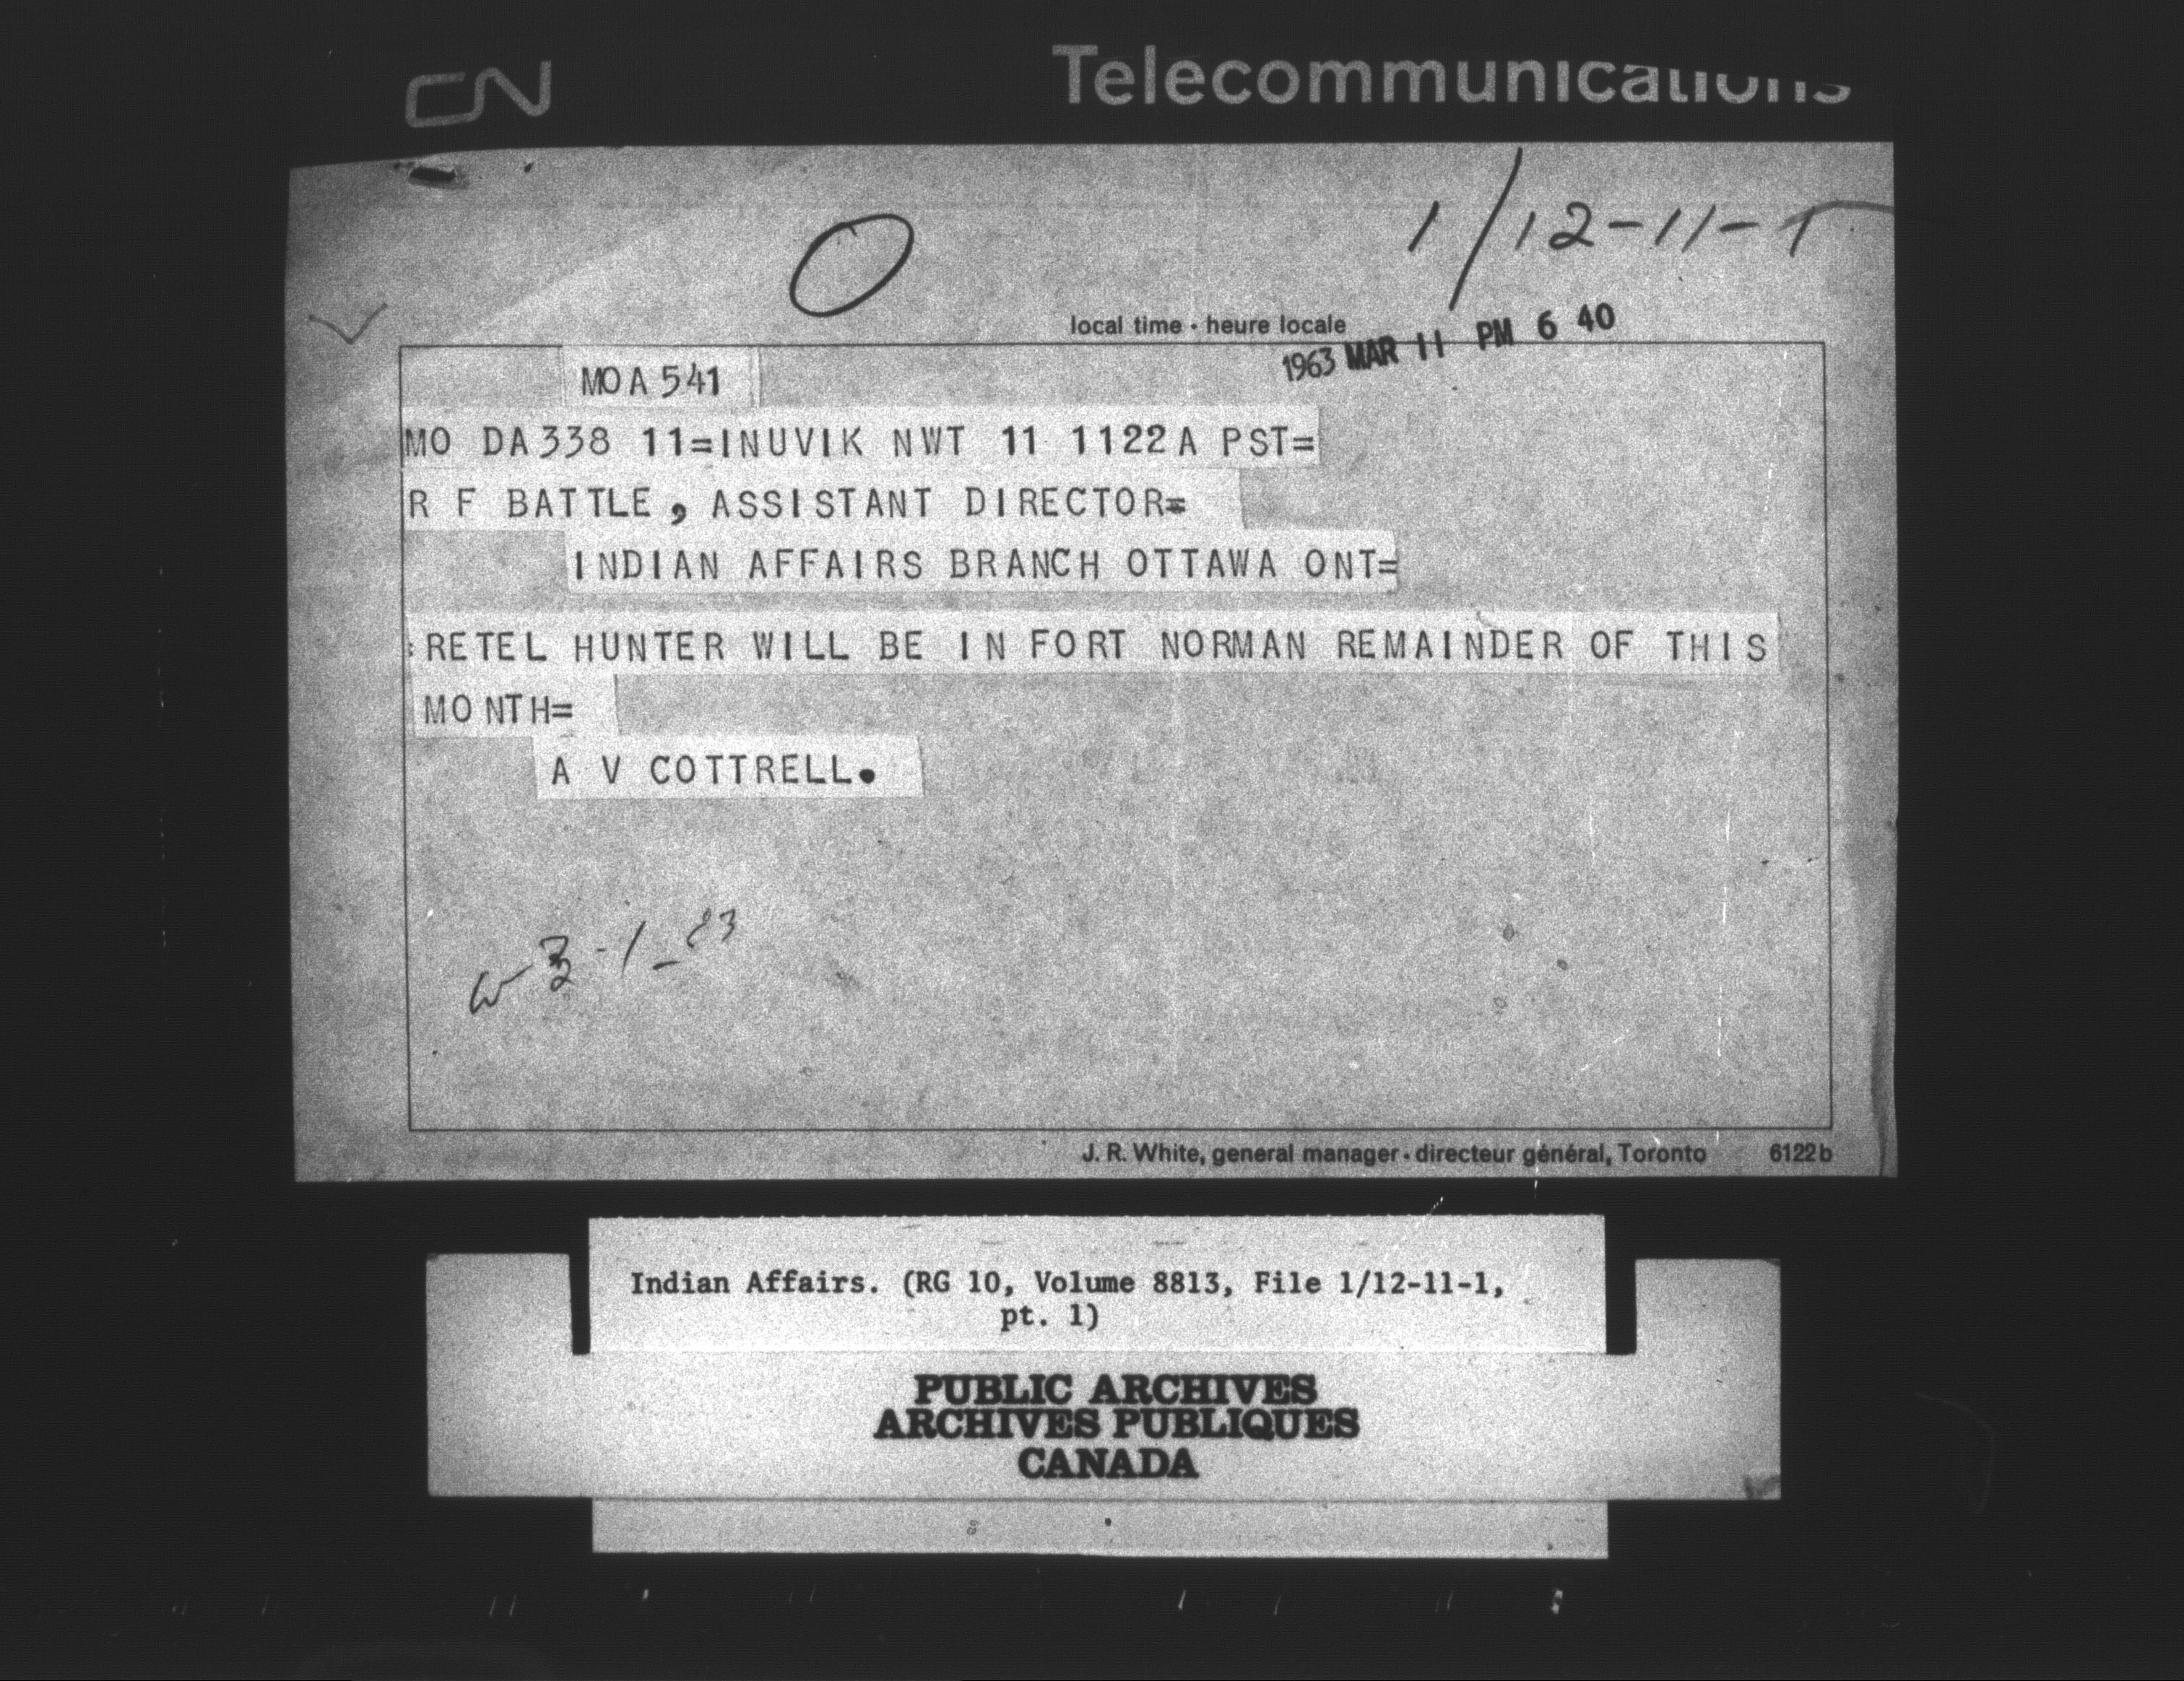 CN Telecommunications
1/12-11-1
local time · heure locale
1963 MAR 11 PM 6 40
MOA 541
MO DA338 11=INUVIK NWT 11 1122A PST=
R F BATTLE, ASSISTANT DIRECTOR=
INDIAN AFFAIRS BRANCH OTTAWA ONT=
:RETEL HUNTER WILL BE IN FORT NORMAN REMAINDER OF THIS
MONTH=
A V COTTRELL.
J. R. White, general manager · directeur général, Toronto 6122b
Indian Affairs. (RG 10, Volume 8813, File 1/12-11-1,
pt. 1)
PUBLIC ARCHIVES
ARCHIVES PUBLIQUES
CANADA